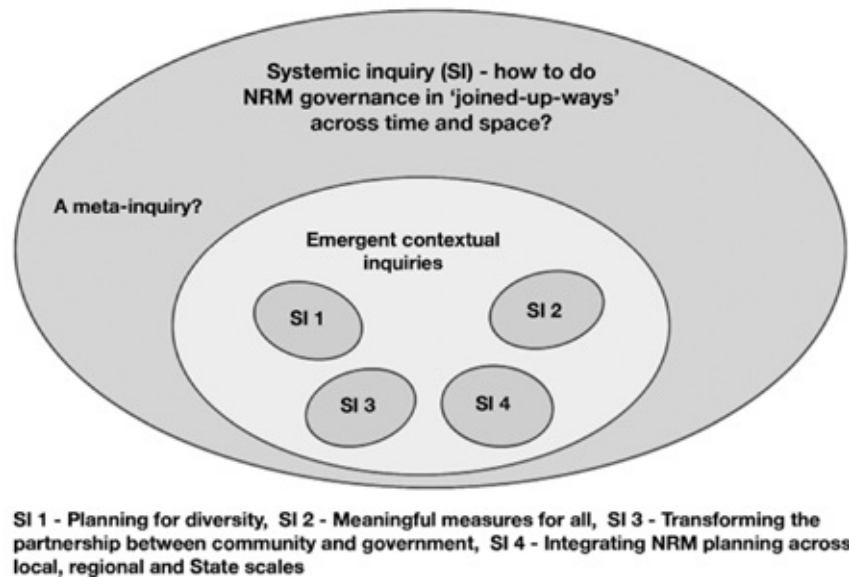 Systemic inquiry (SI) - how to do
NRM governance in ‘joined-up-ways’
across time and space?
A meta-inquiry?
Emergent contextual
inquiries
SI 1
SI 2
SI 3
SI 4
SI 1 - Planning for diversity, SI 2 - Meaningful measures for all, SI 3 - Transforming the
partnership between community and government, SI 4 - Integrating NRM planning across
local, regional and State scales